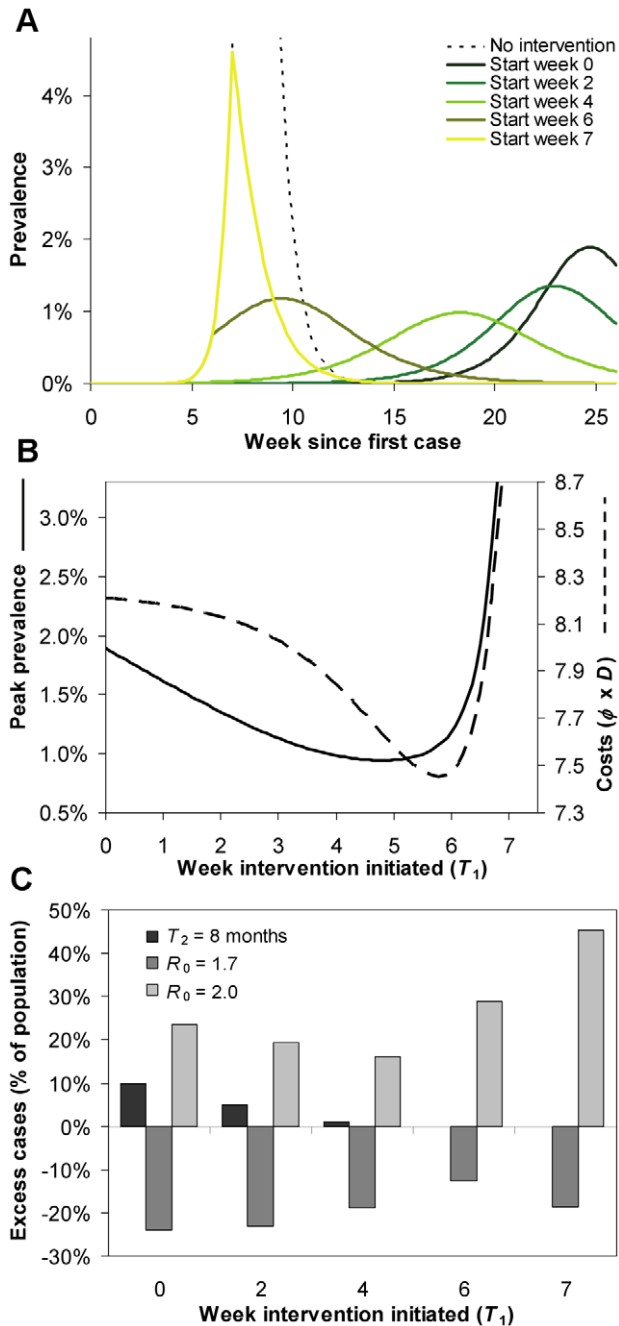 A
No intervention
Start week 0
Start week 2
Start week 4
Start week 6
Start week 7
4%
3%
2%
1%
0%
Prevalence
0 5 10 15 20 25
Week since first case
B
3.0%
2.5%
2.0%
1.5%
1.0%
0.5%
Peak prevalence
8.7
8.5
8.3
8.1
7.9
7.7
7.5
7.3
Costs (ϕ x D)
0 1 2 3 4 5 6 7
Week intervention initiated (T1)
C
50%
40%
30%
20%
10%
0%
-10%
-20%
-30%
Excess cases (% of population)
T2 = 8 months
R0 = 1.7
R0 = 2.0
0 2 4 6 7
Week intervention initiated (T1)